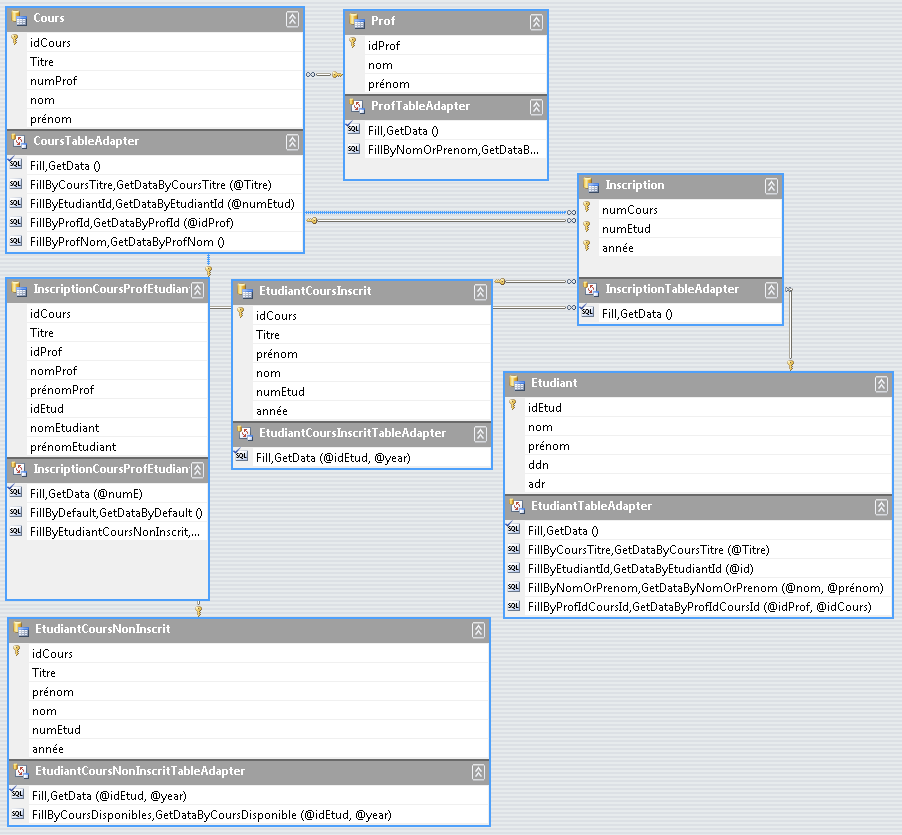 Cours
idCours
Titre
numProf
nom
prénom
CoursTableAdapter
SQL Fill,GetData ()
SQL FillByCoursTitre,GetDataByCoursTitre (@Titre)
SQL FillByEtudiantId,GetDataByEtudiantId (@numEtud)
SQL FillByProfId,GetDataByProfId (@idProf)
SQL FillByProfNom,GetDataByProfNom ()
Prof
idProf
nom
prénom
ProfTableAdapter
SQL Fill,GetData ()
SQL FillByNomOrPrenom,GetDataB...
Inscription
numCours
numEtud
année
InscriptionTableAdapter
SQL Fill,GetData ()
InscriptionCoursProfEtudian
idCours
Titre
idProf
nomProf
prénomProf
idEtud
nomEtudiant
prénomEtudiant
InscriptionCoursProfEtudian
SQL Fill,GetData (@numE)
SQL FillByDefault,GetDataByDefault ()
SQL FillByEtudiantCoursNonInscrit,...
EtudiantCoursInscrit
idCours
Titre
prénom
nom
numEtud
année
EtudiantCoursInscritTableAdapter
SQL Fill,GetData (@idEtud, @year)
Etudiant
idEtud
nom
prénom
ddn
adr
EtudiantTableAdapter
SQL Fill,GetData ()
SQL FillByCoursTitre,GetDataByCoursTitre (@Titre)
SQL FillByEtudiantId,GetDataByEtudiantId (@id)
SQL FillByNomOrPrenom,GetDataByNomOrPrenom (@nom, @prénom)
SQL FillByProfIdCoursId,GetDataByProfIdCoursId (@idProf, @idCours)
EtudiantCoursNonInscrit
idCours
Titre
prénom
nom
numEtud
année
EtudiantCoursNonInscritTableAdapter
SQL Fill,GetData (@idEtud, @year)
SQL FillByCoursDisponibles,GetDataByCoursDisponible (@idEtud, @year)